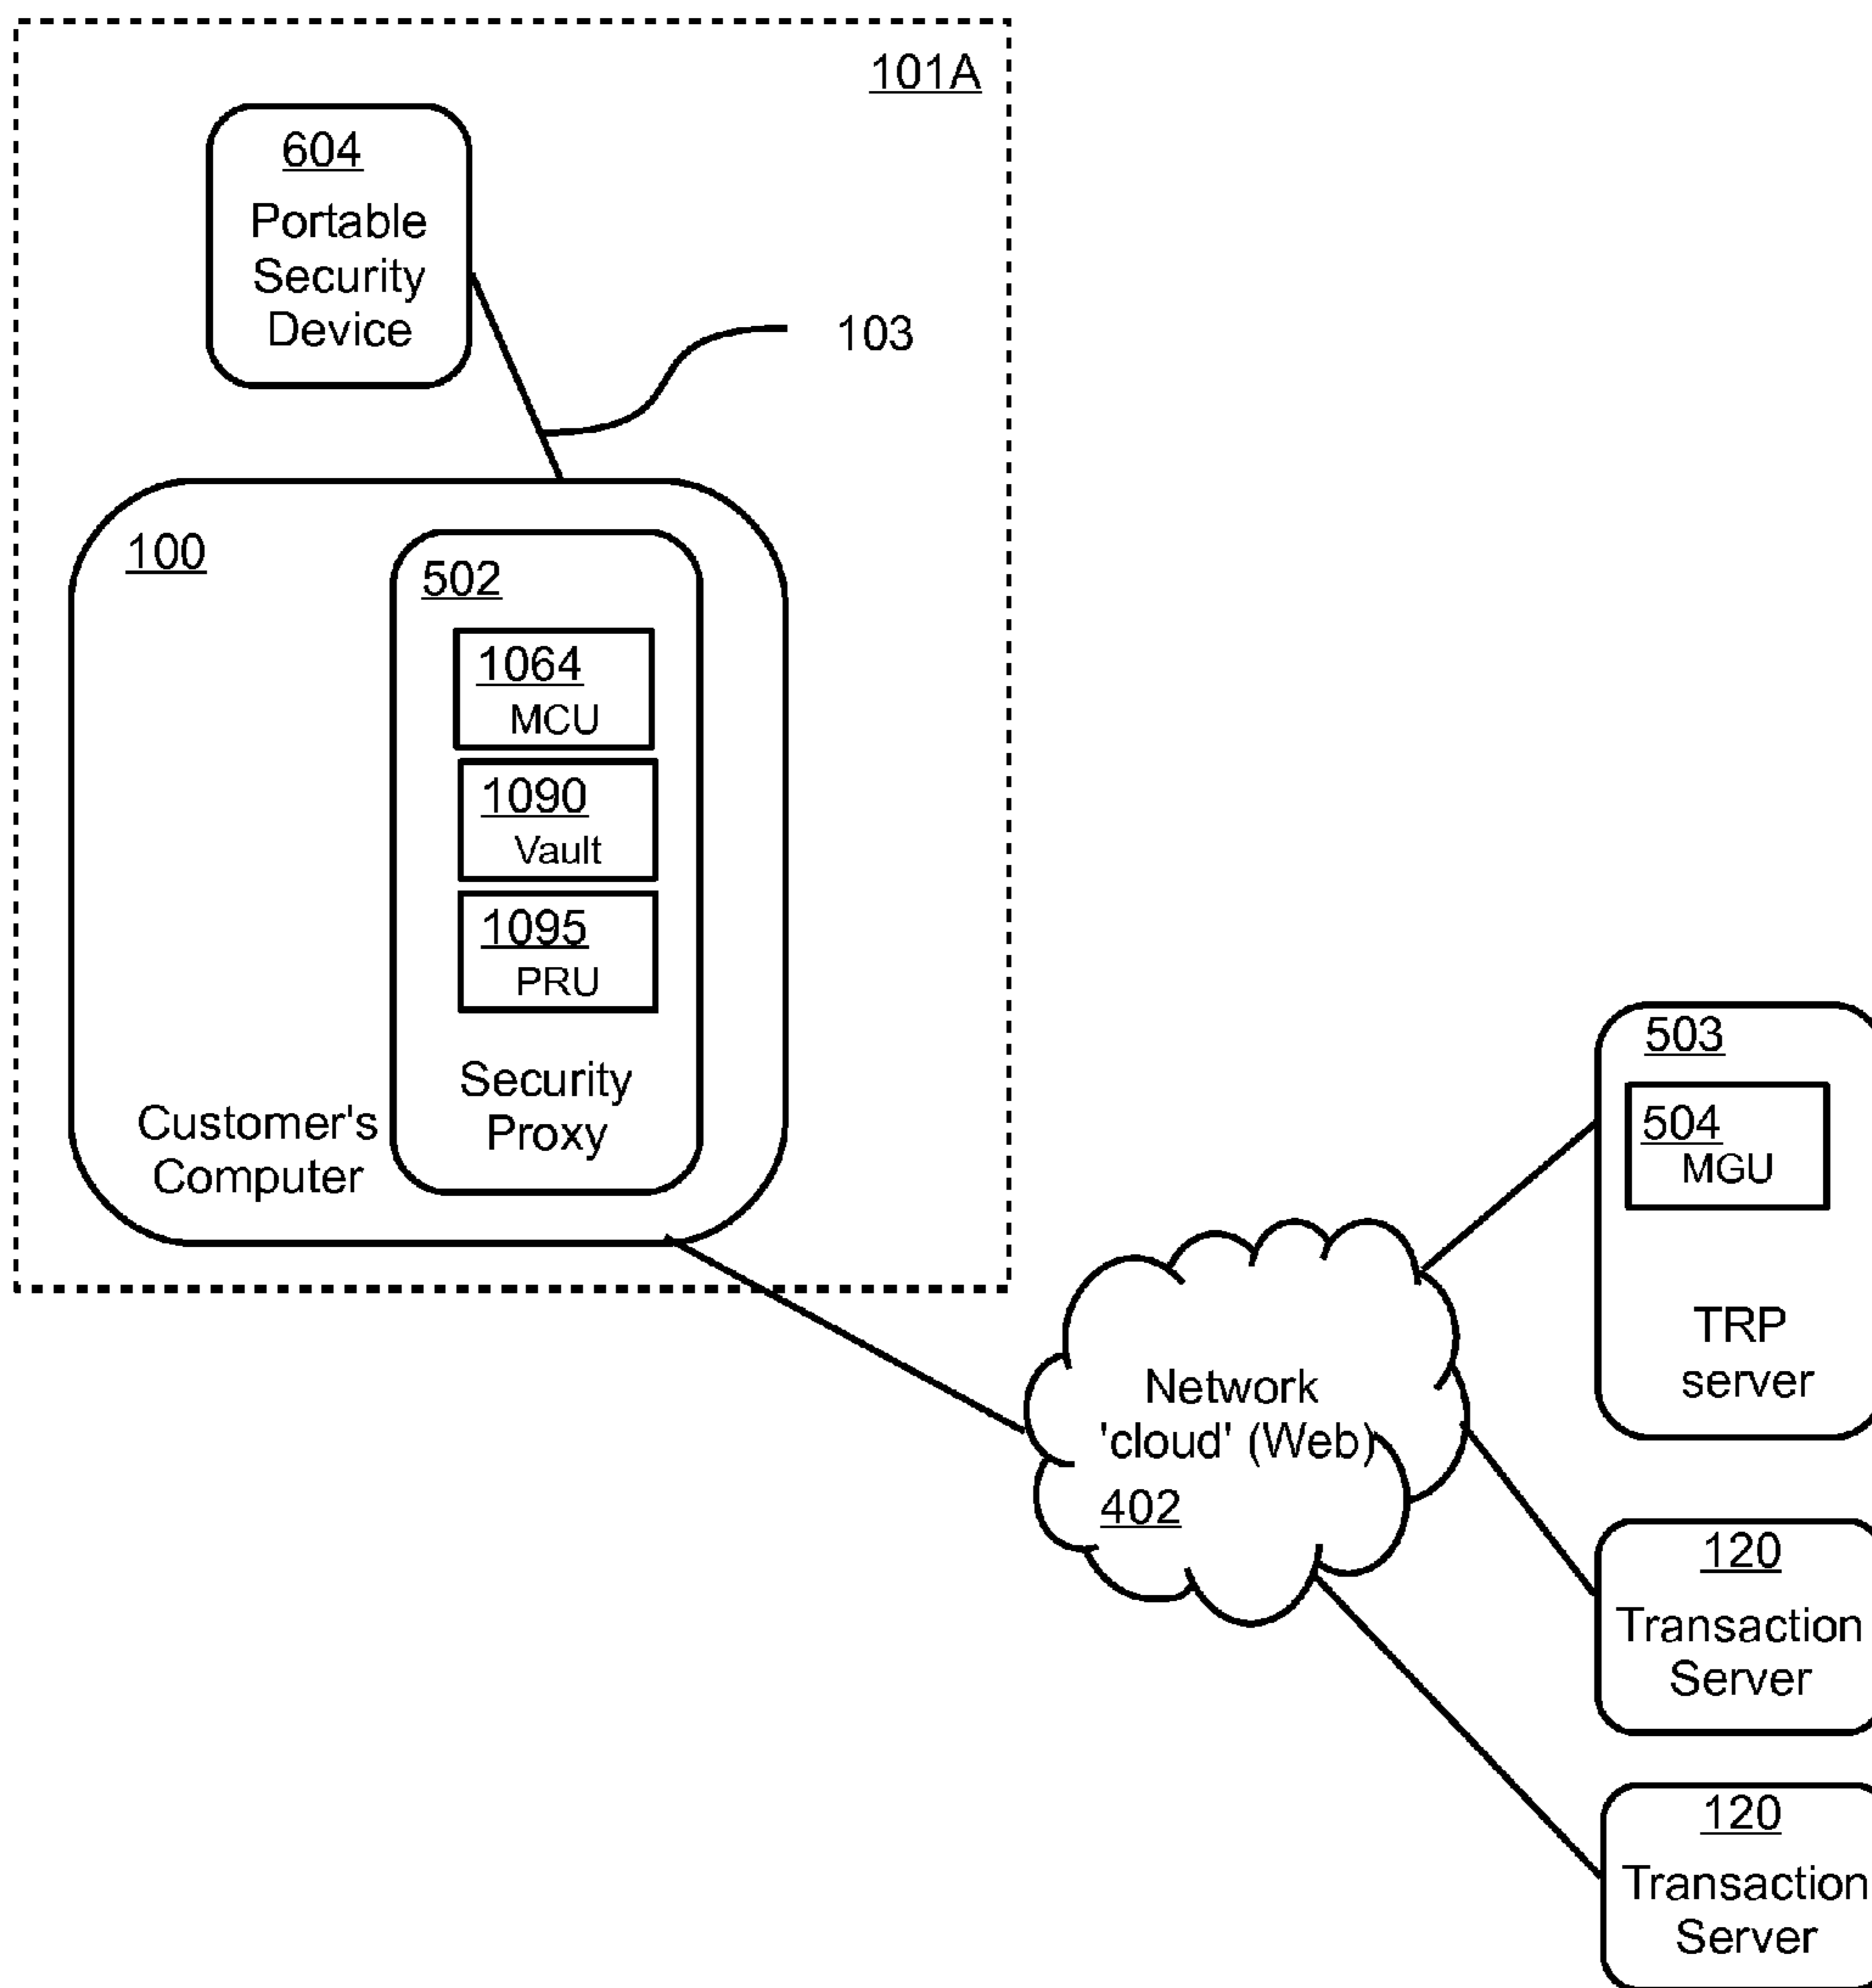 101A
604
Portable
Security
Device
103
100
502
1064
MCU
1090
Vault
1095
PRU
Security
Proxy
Customer's
Computer
503
504
MGU
TRP
server
Network
'cloud' (Web)
402
120
Transaction
Server
120
Transaction
Server